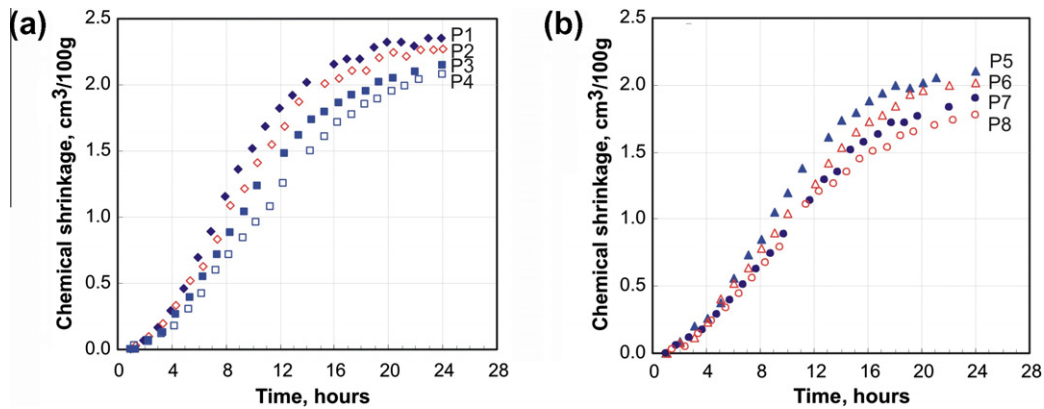 (a)
Chemical shrinkage, cm3/100g
2.5
2.0
1.5
1.0
0.5
0.0
P1
P2
P3
P4
0 4 8 12 16 20 24 28
Time, hours
(b)
Chemical shrinkage, cm3/100g
2.5
2.0
1.5
1.0
0.5
0.0
P5
P6
P7
P8
0 4 8 12 16 20 24 28
Time, hours